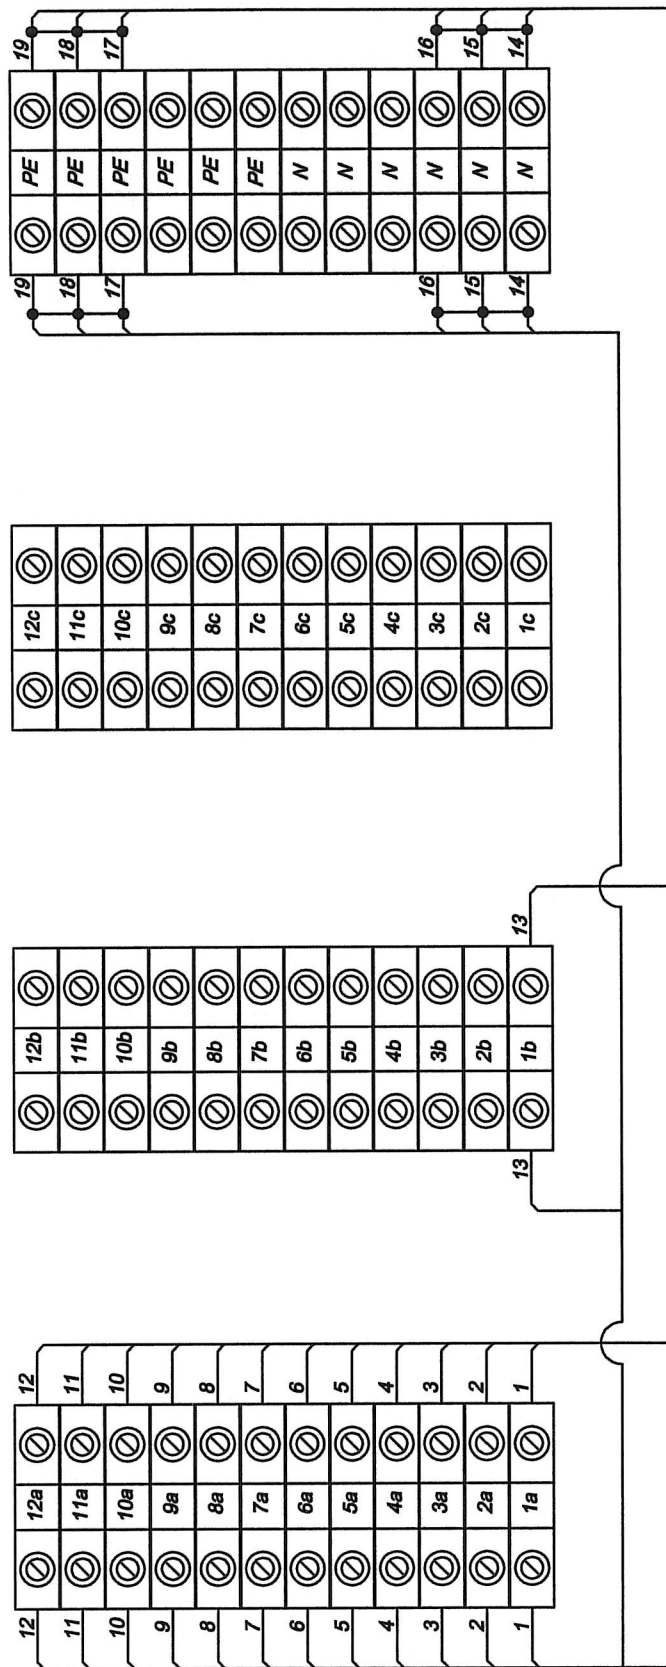 19 18 17 16 15 14
PE PE PE PE PE PE N N N N N N
19 18 17 16 15 14
12c 11c 10c 9c 8c 7c 6c 5c 4c 3c 2c 1c
13
12b 11b 10b 9b 8b 7b 6b 5b 4b 3b 2b 1b
13
12 11 10 9 8 7 6 5 4 3 2 1
12a 11a 10a 9a 8a 7a 6a 5a 4a 3a 2a 1a
12 11 10 9 8 7 6 5 4 3 2 1